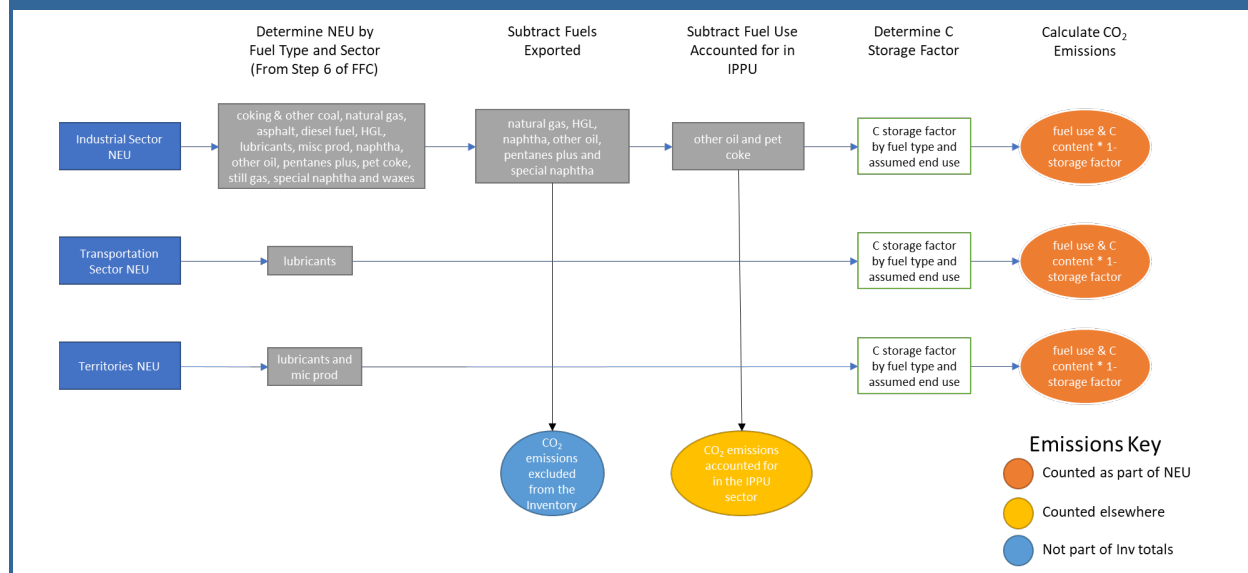 Determine NEU by
Fuel Type and Sector
(From Step 6 of FFC)
Subtract Fuels
Exported
Subtract Fuel Use
Accounted for in
IPPU
Determine C
Storage Factor
Calculate CO2
Emissions
Industrial Sector
NEU
coking & other coal, natural gas,
asphalt, diesel fuel, HGL,
lubricants, misc prod, naphtha,
other oil, pentanes plus, pet coke,
still gas, special naphtha and waxes
natural gas, HGL,
naphtha, other oil,
pentanes plus and
special naphtha
other oil and pet
coke
C storage factor
by fuel type and
assumed end use
fuel use & C
content * 1-
storage factor
Transportation
Sector NEU
lubricants
C storage factor
by fuel type and
assumed end use
fuel use & C
content * 1-
storage factor
Territories NEU
lubricants and
mic prod
C storage factor
by fuel type and
assumed end use
fuel use & C
content * 1-
storage factor
CO2
emissions
excluded
from the
Inventory
CO2 emissions
accounted for
in the IPPU
sector
Emissions Key
Counted as part of NEU
Counted elsewhere
Not part of Inv totals